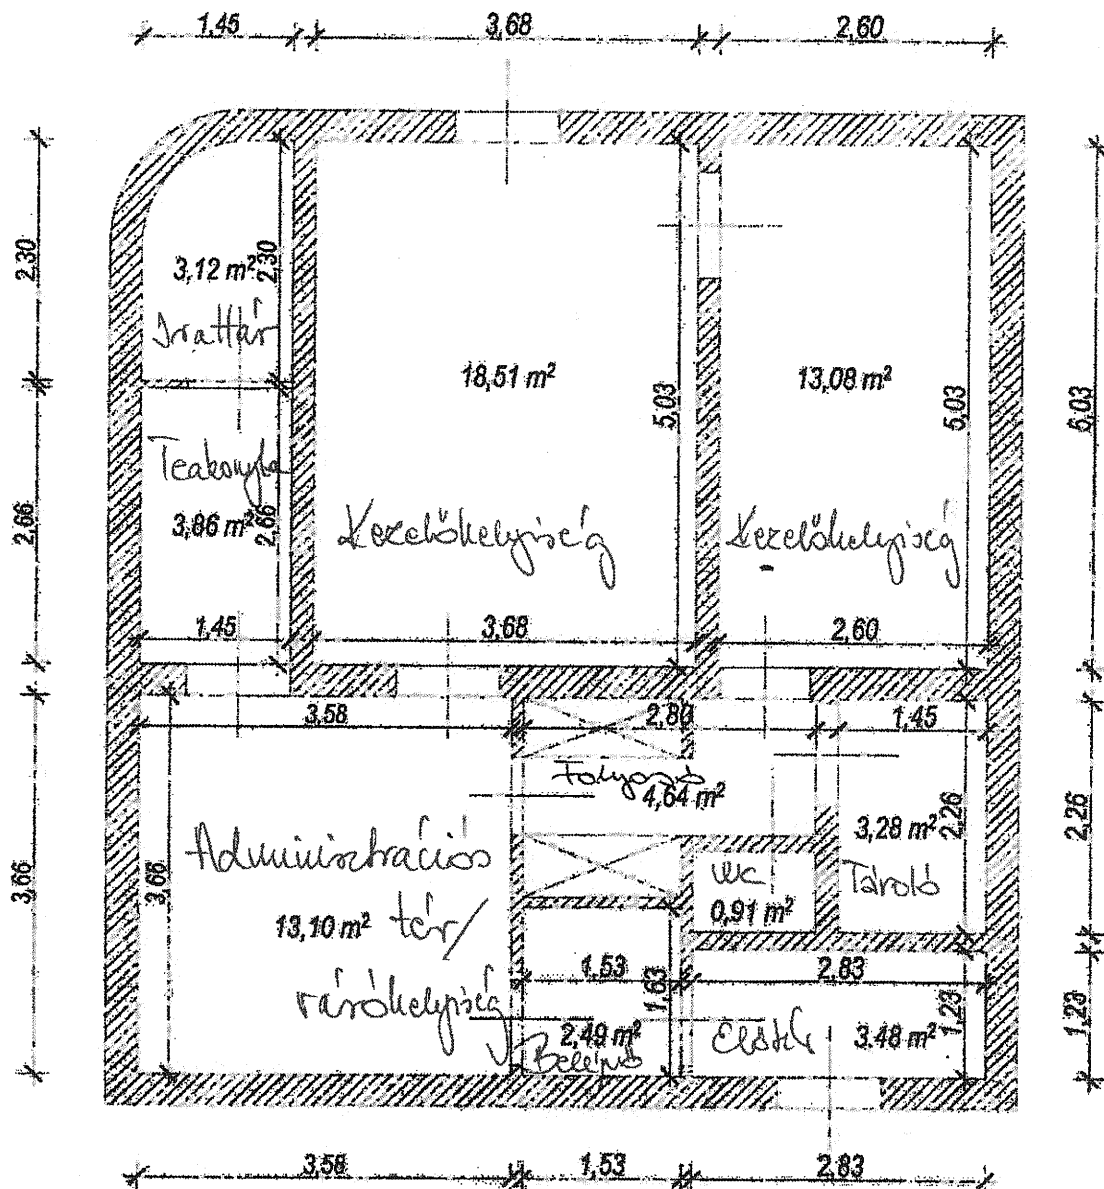 1,45
3,68
2,60
2,30
3,12 m²
2,30
Irattár
18,51 m²
13,08 m²
5,03
5,03
6,03
Teakonyha
3,86 m²
2,66
2,66
Kezelőhelyiség
Kezelőhelyiség
1,45
3,68
2,60
3,58
2,80
1,45
Folyosó
4,64 m²
3,28 m²
2,26
2,26
Tároló
Adminisztrációs
tér/
váróhelyiség
13,10 m²
3,66
3,66
WC
0,91 m²
1,53
2,83
1,63
2,49 m²
Belépő
Előtér
3.48 m²
1,23
1,23
3,58
1,53
2,83